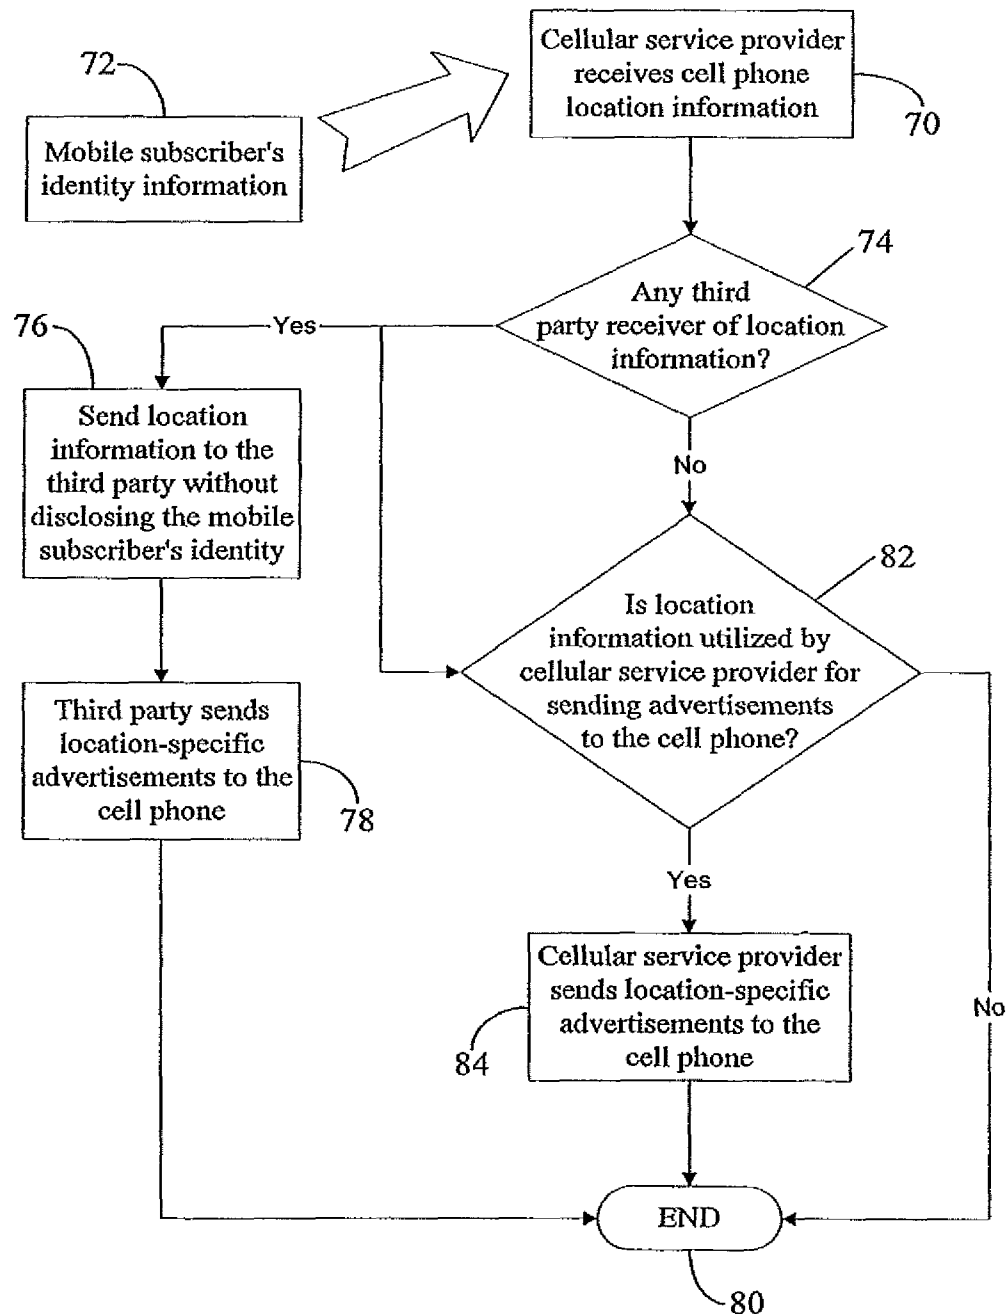 Cellular service provider
receives cell phone
location information
70
72
Mobile subscriber's
identity information
74
Any third
party receiver of location
information?
Yes
76
Send location
information to the
third party without
disclosing the mobile
subscriber's identity
No
82
Is location
information utilized by
cellular service provider for
sending advertisements
to the cell phone?
Third party sends
location-specific
advertisements to the
cell phone
78
Yes
Cellular service provider
sends location-specific
advertisements to the
cell phone
84
No
END
80